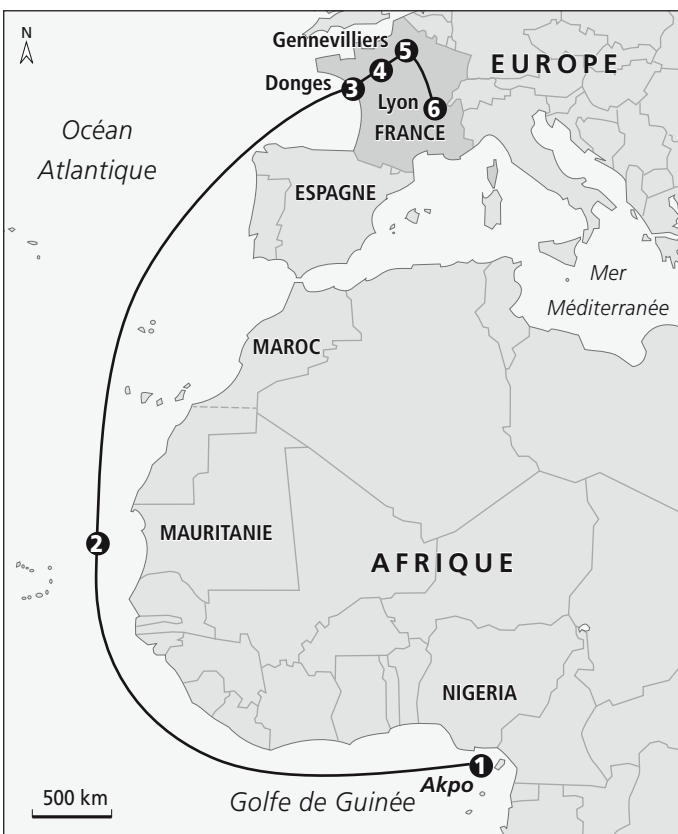 N
Gennevilliers
5
EUROPE
4
Donges
3
Lyon
6
FRANCE
Océan
Atlantique
ESPAGNE
Mer
Méditerranée
MAROC
2
MAURITANIE
AFRIQUE
NIGERIA
1
Akpo
500 km
Golfe de Guinée